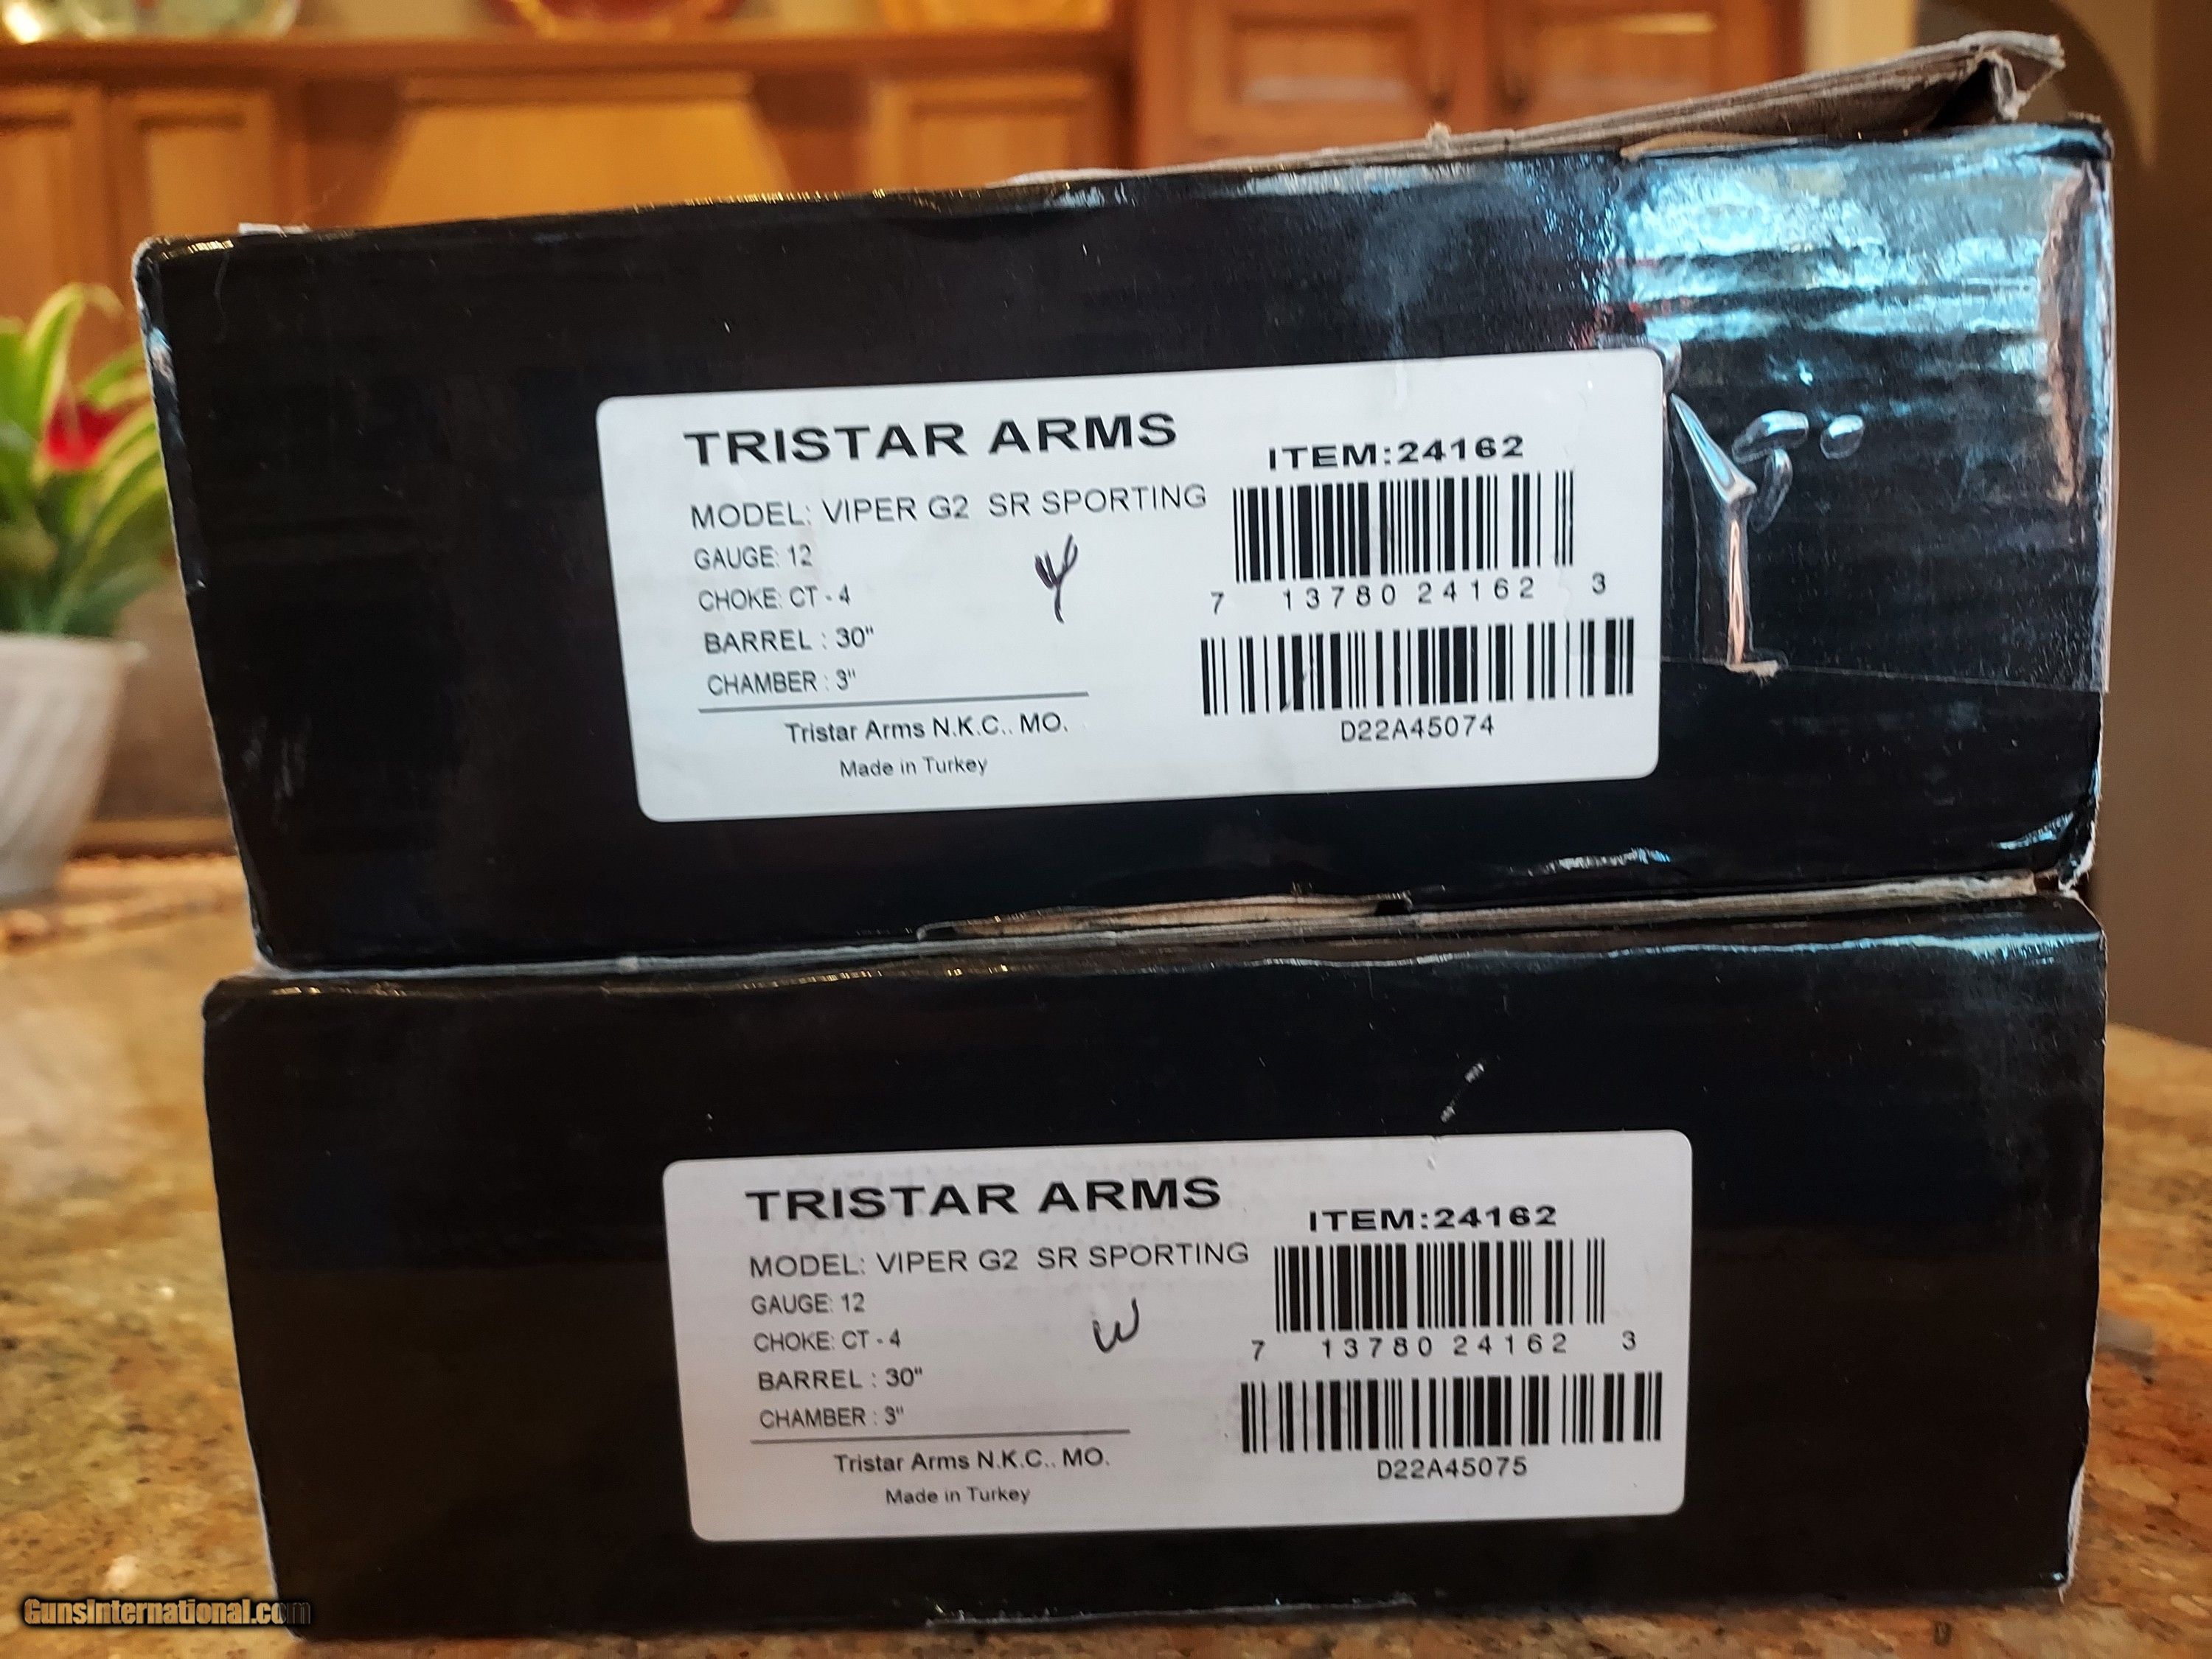 TRISTAR ARMS
ITEM:24162
MODEL: VIPER G2  SR SPORTING
GAUGE: 12
CHOKE: CT - 4
BARREL : 30"
CHAMBER : 3"
7 13780 24162 3
Tristar Arms N.K.C.. MO.
Made in Turkey
D22A45074
TRISTAR ARMS
ITEM:24162
MODEL: VIPER G2  SR SPORTING
GAUGE: 12
CHOKE: CT - 4
BARREL : 30"
CHAMBER : 3"
7 13780 24162 3
Tristar Arms N.K.C.. MO.
Made in Turkey
D22A45075
GunsInternational.com